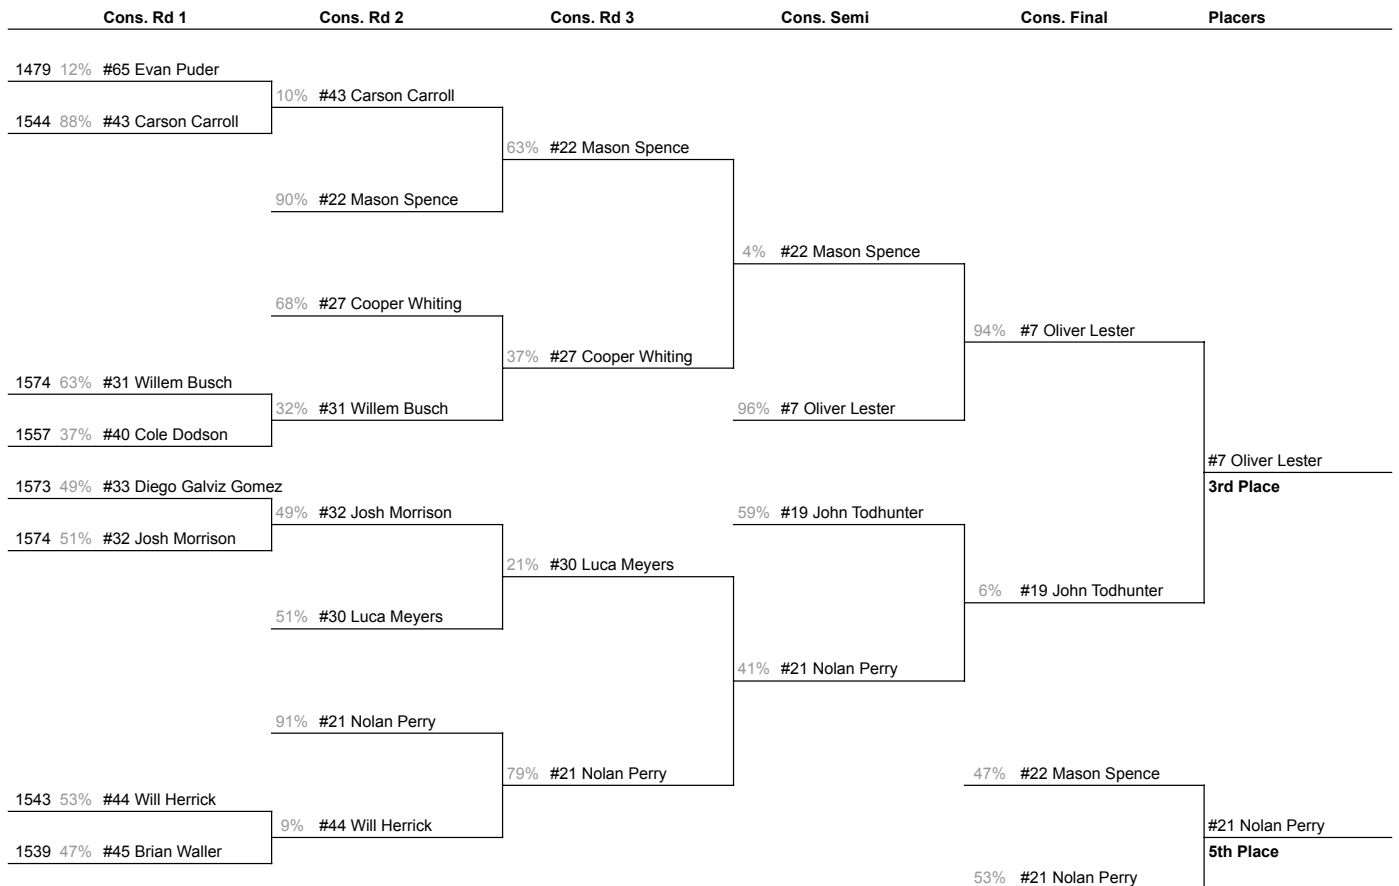 Cons. Rd 1 Cons. Rd 2 Cons. Rd 3 Cons. Semi Cons. Final Placers
1479 12% #65 Evan Puder
10% #43 Carson Carroll
1544 88% #43 Carson Carroll
63% #22 Mason Spence
90% #22 Mason Spence
4% #22 Mason Spence
68% #27 Cooper Whiting
94% #7 Oliver Lester
37% #27 Cooper Whiting
1574 63% #31 Willem Busch
32% #31 Willem Busch 96% #7 Oliver Lester
1557 37% #40 Cole Dodson
#7 Oliver Lester
1573 49% #33 Diego Galviz Gomez 3rd Place
49% #32 Josh Morrison 59% #19 John Todhunter
1574 51% #32 Josh Morrison
21% #30 Luca Meyers
6% #19 John Todhunter
51% #30 Luca Meyers
41% #21 Nolan Perry
91% #21 Nolan Perry
79% #21 Nolan Perry 47% #22 Mason Spence
1543 53% #44 Will Herrick
9% #44 Will Herrick #21 Nolan Perry
1539 47% #45 Brian Waller 5th Place
53% #21 Nolan Perry